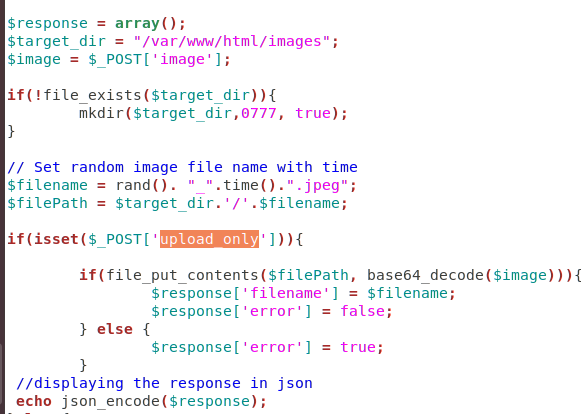 $response = array();
$target_dir = "/var/www/html/images";
$image = $_POST['image'];
if(!file_exists($target_dir)){
mkdir($target_dir,0777, true);
}
// Set random image file name with time
$filename = rand(). "_".time().".jpeg";
$filePath = $target_dir.'/'.$filename;
if(isset($_POST['upload_only'])){
if(file_put_contents($filePath, base64_decode($image))){
$response['filename'] = $filename;
$response['error'] = false;
} else {
$response['error'] = true;
}
//displaying the response in json
echo json_encode($response);